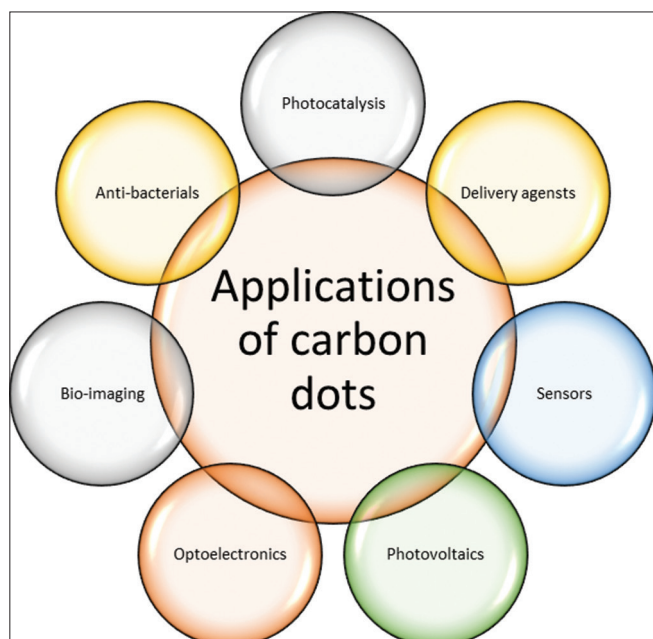 Photocatalysis
Anti-bacterials
Delivery agensts
Applications
of carbon
dots
Bio-imaging
Sensors
Optoelectronics
Photovoltaics